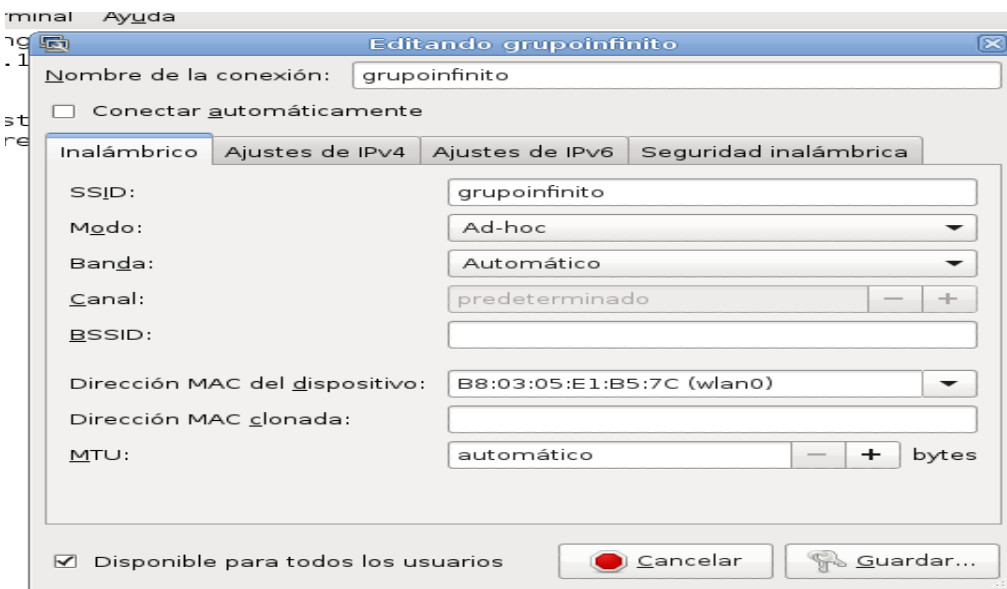 Ayuda
Editando grupoinfinito
Nombre de la conexión: grupoinfinito
Conectar automáticamente
Inalámbrico Ajustes de IPv4 Ajustes de IPv6 Seguridad inalámbrica
SSID: grupoinfinito
Modo: Ad-hoc
Banda: Automático
Canal: predeterminado
BSSID:
Dirección MAC del dispositivo: B8:03:05:E1:B5:7C (wlan0)
Dirección MAC clonada:
MTU: automático bytes
Disponible para todos los usuarios Cancelar Guardar...